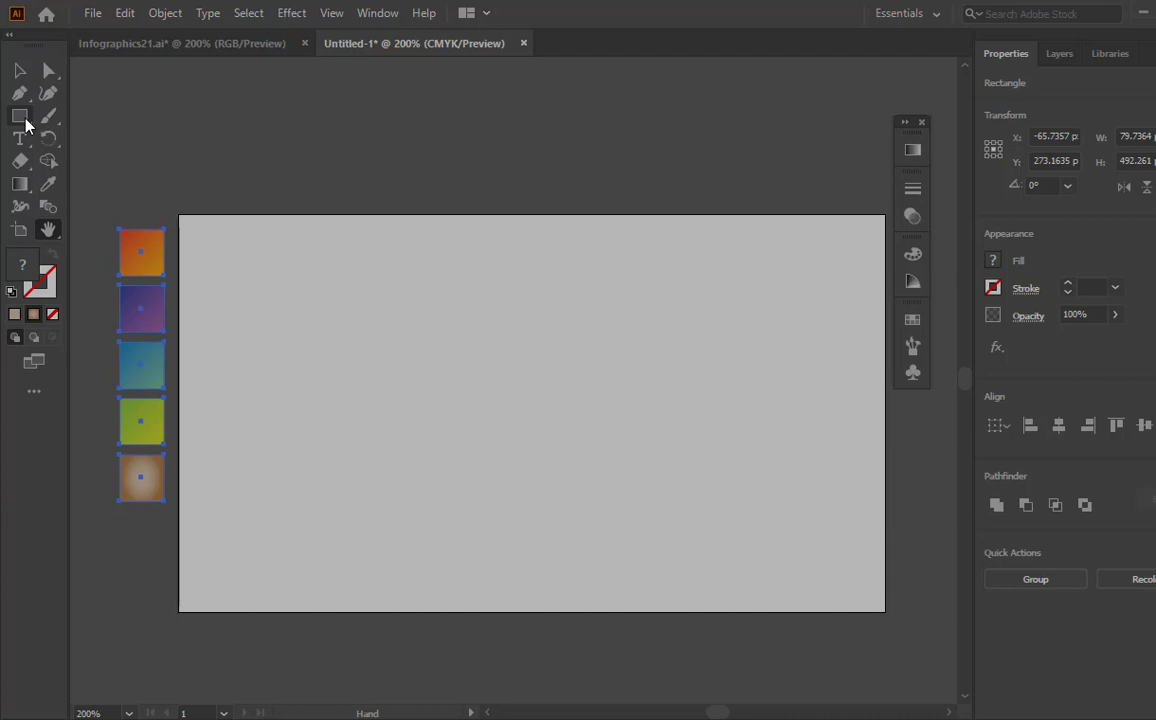 Ai File Edit Object Type Select Effect View Window Help Essentials Search Adobe Stock
Infographics21.ai* @ 200% (RGB/Preview) × Untitled-1* @ 200% (CMYK/Preview) ×
Properties Layers Libraries
Rectangle
Transform
X: -65.7357 p W: 79.7364
Y: 273.1635 p H: 492.261
0°
Appearance
? Fill
Stroke
Opacity 100%
fx.
Align
Pathfinder
Quick Actions
Group Reco
T
?
200% 1 Hand